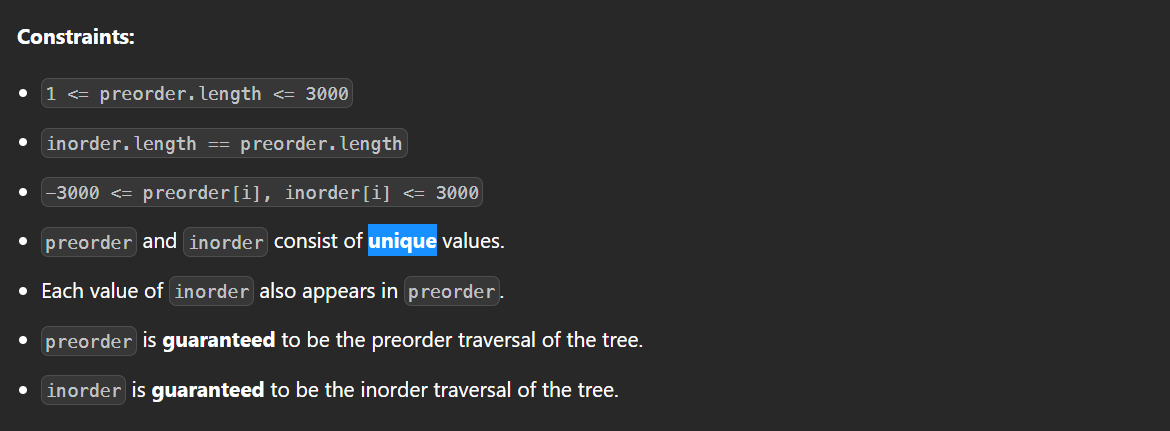 Constraints:
1 <= preorder.length <= 3000
inorder.length == preorder.length
-3000 <= preorder[i], inorder[i] <= 3000
preorder and inorder consist of unique values.
Each value of inorder also appears in preorder.
preorder is guaranteed to be the preorder traversal of the tree.
inorder is guaranteed to be the inorder traversal of the tree.